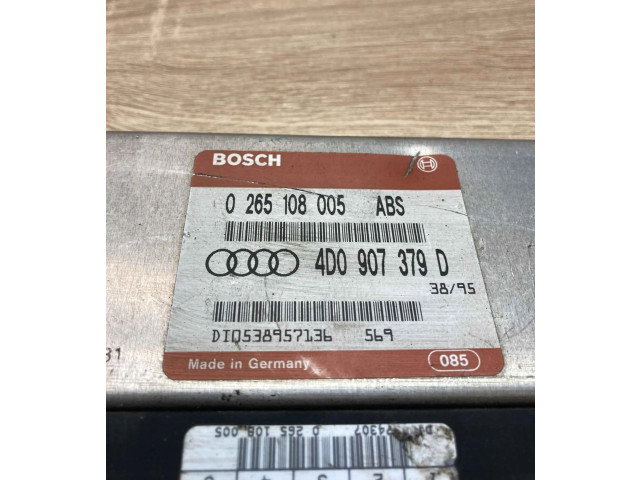 BOSCH
0 265 108 005 ABS
4D0 907 379 D
38/95
DIQ538957136 569
Made in Germany 085
0 265 108 005